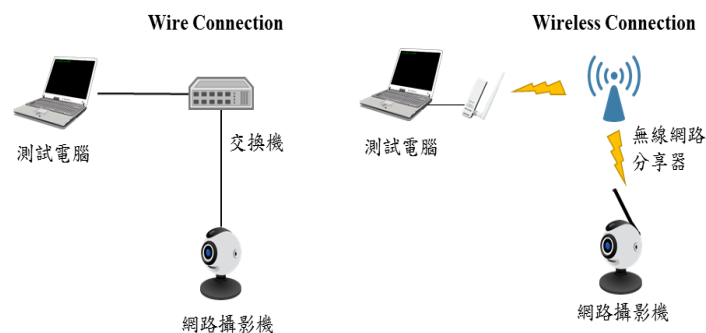 Wire Connection
測試電腦
交換機
網路攝影機
Wireless Connection
測試電腦
無線網路
分享器
網路攝影機